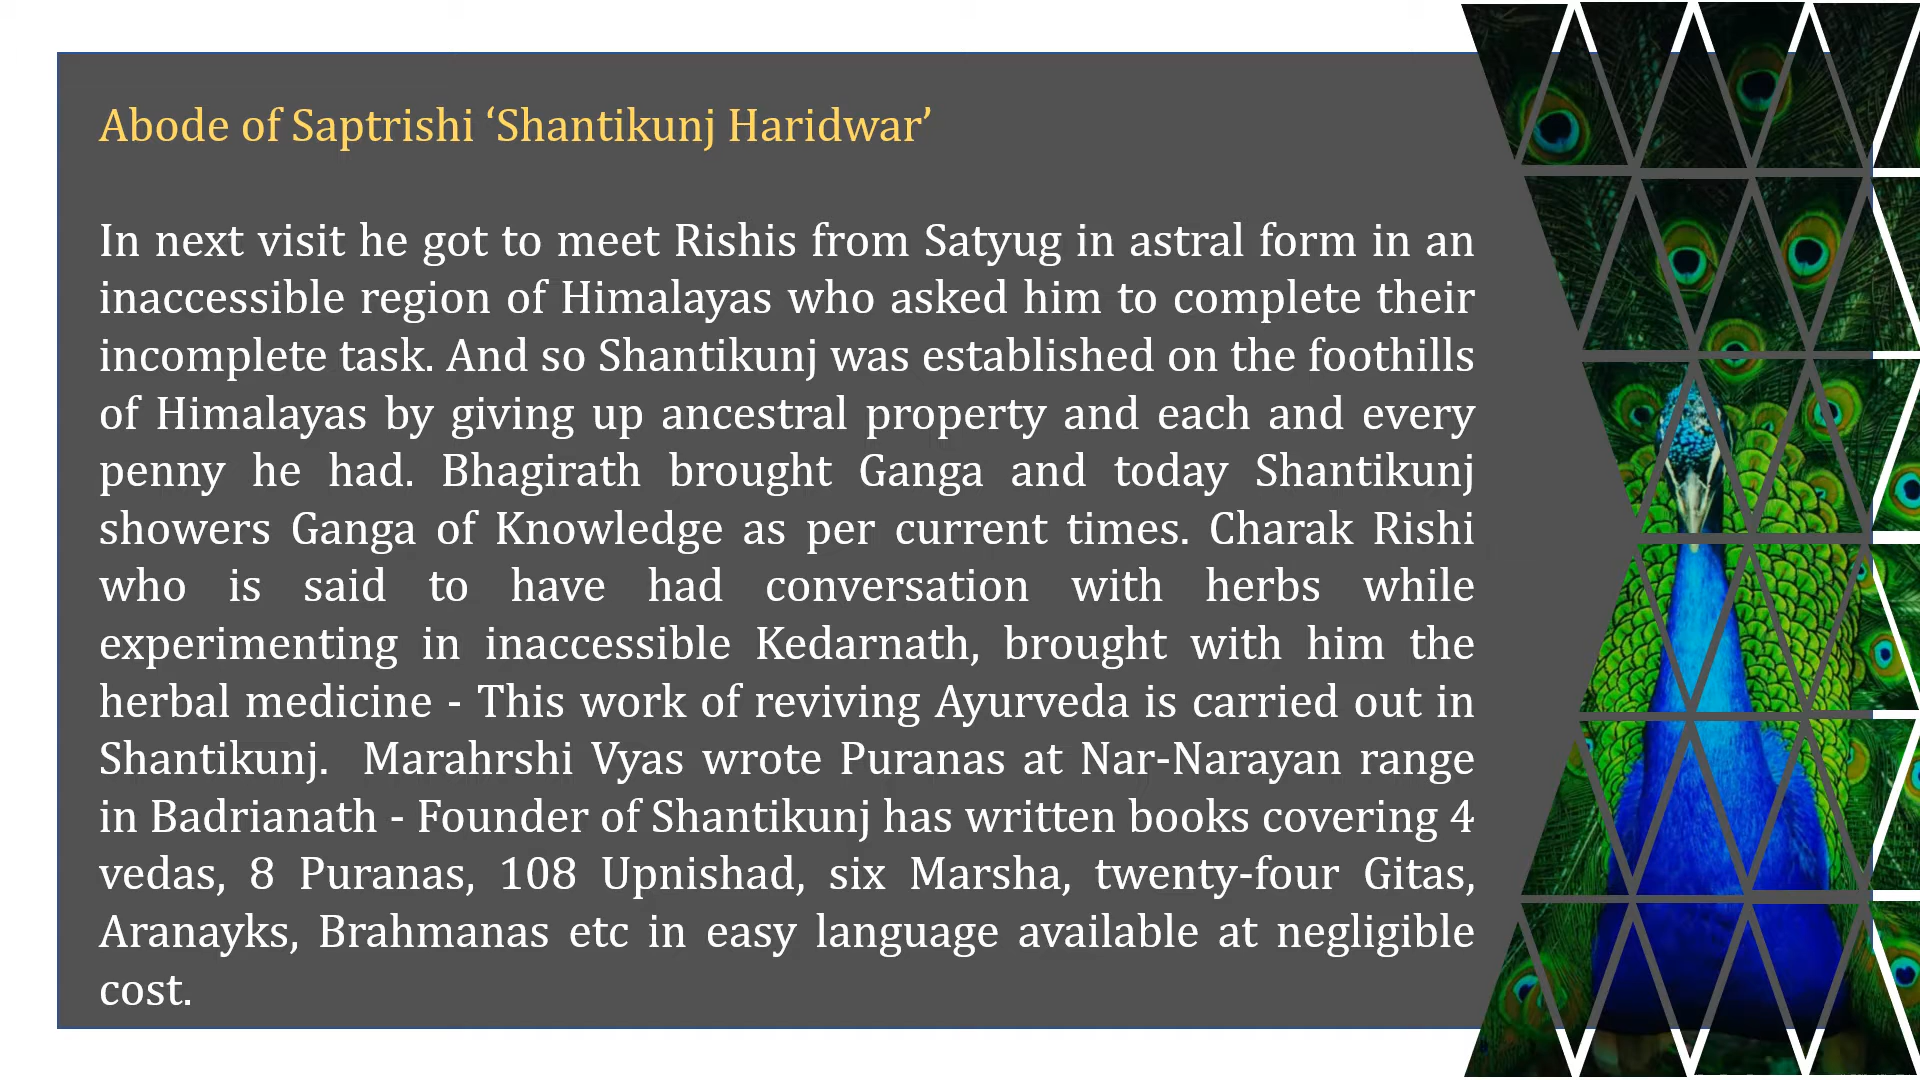 Abode of Saptrishi ‘Shantikunj Haridwar’
In next visit he got to meet Rishis from Satyug in astral form in an
inaccessible region of Himalayas who asked him to complete their
incomplete task. And so Shantikunj was established on the foothills
of Himalayas by giving up ancestral property and each and every
penny he had. Bhagirath brought Ganga and today Shantikunj
showers Ganga of Knowledge as per current times. Charak Rishi
who is said to have had conversation with herbs while
experimenting in inaccessible Kedarnath, brought with him the
herbal medicine - This work of reviving Ayurveda is carried out in
Shantikunj.  Marahrshi Vyas wrote Puranas at Nar-Narayan range
in Badrianath - Founder of Shantikunj has written books covering 4
vedas, 8 Puranas, 108 Upnishad, six Marsha, twenty-four Gitas,
Aranayks, Brahmanas etc in easy language available at negligible
cost.